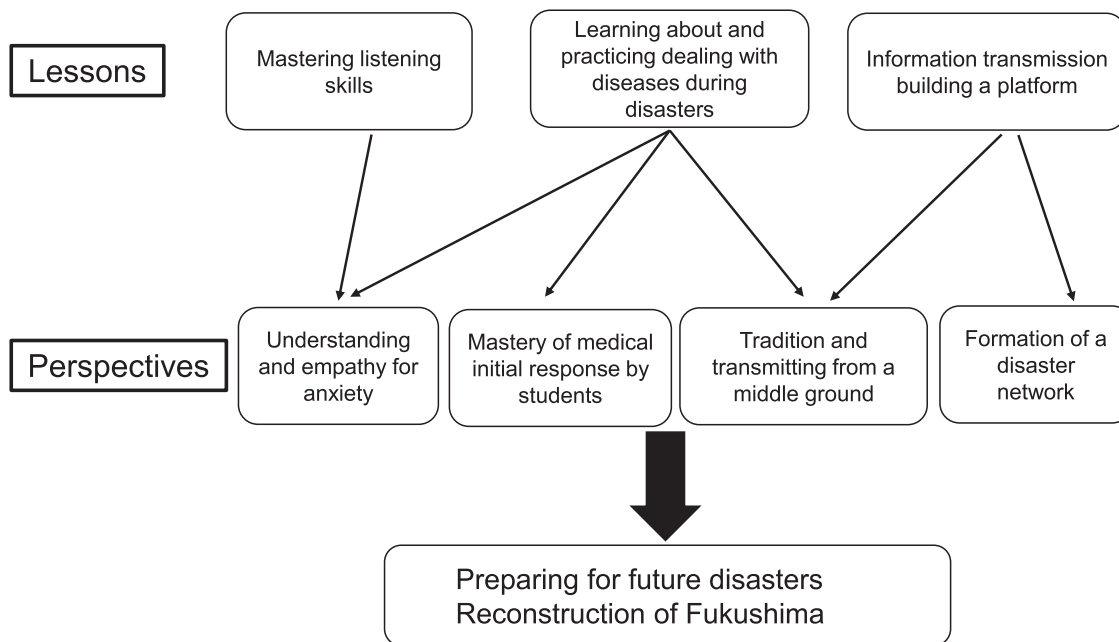 Lessons
Mastering listening
skills
Learning about and
practicing dealing with
diseases during
disasters
Information transmission
building a platform
Perspectives
Understanding
and empathy for
anxiety
Mastery of medical
initial response by
students
Tradition and
transmitting from a
middle ground
Formation of a
disaster
network
Preparing for future disasters
Reconstruction of Fukushima